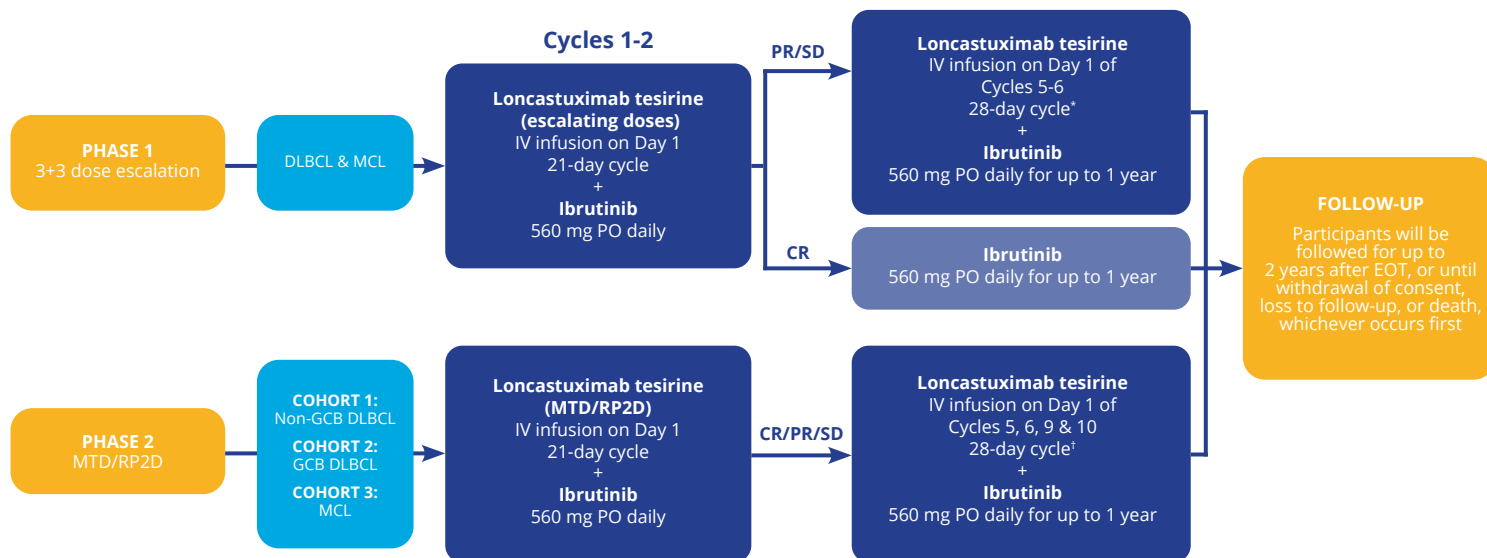 Cycles 1-2
PHASE 1
3+3 dose escalation
DLBCL & MCL
Loncastuximab tesirine
(escalating doses)
IV infusion on Day 1
21-day cycle
+
Ibrutinib
560 mg PO daily
PR/SD
Loncastuximab tesirine
IV infusion on Day 1 of
Cycles 5-6
28-day cycle*
+
Ibrutinib
560 mg PO daily for up to 1 year
CR
Ibrutinib
560 mg PO daily for up to 1 year
PHASE 2
MTD/RP2D
COHORT 1:
Non-GCB DLBCL
COHORT 2:
GCB DLBCL
COHORT 3:
MCL
Loncastuximab tesirine
(MTD/RP2D)
IV infusion on Day 1
21-day cycle
+
Ibrutinib
560 mg PO daily
CR/PR/SD
Loncastuximab tesirine
IV infusion on Day 1 of
Cycles 5, 6, 9 & 10
28-day cycle†
+
Ibrutinib
560 mg PO daily for up to 1 year
FOLLOW-UP
Participants will be
followed for up to
2 years after EOT, or until
withdrawal of consent,
loss to follow-up, or death,
whichever occurs first